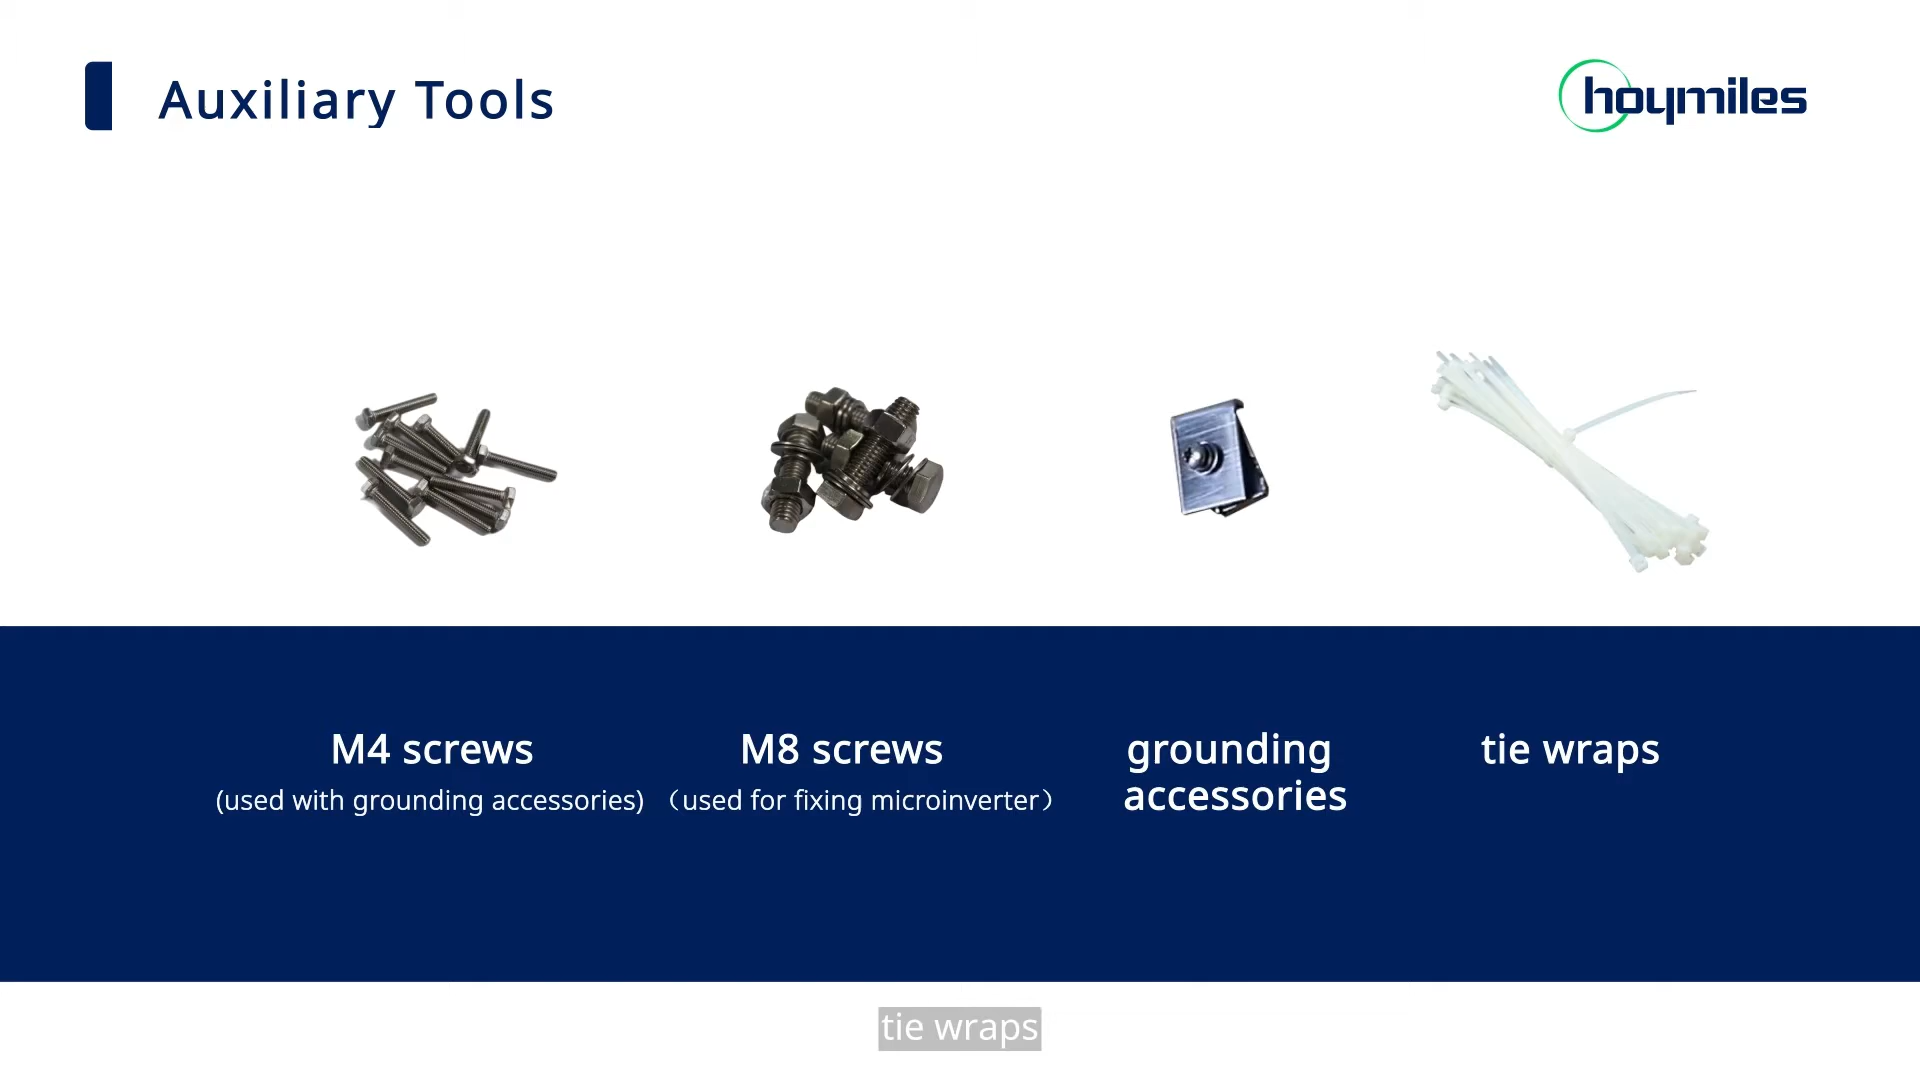 Auxiliary Tools
hoymiles
M4 screws
(used with grounding accessories)
M8 screws
（used for fixing microinverter）
grounding
accessories
tie wraps
tie wraps